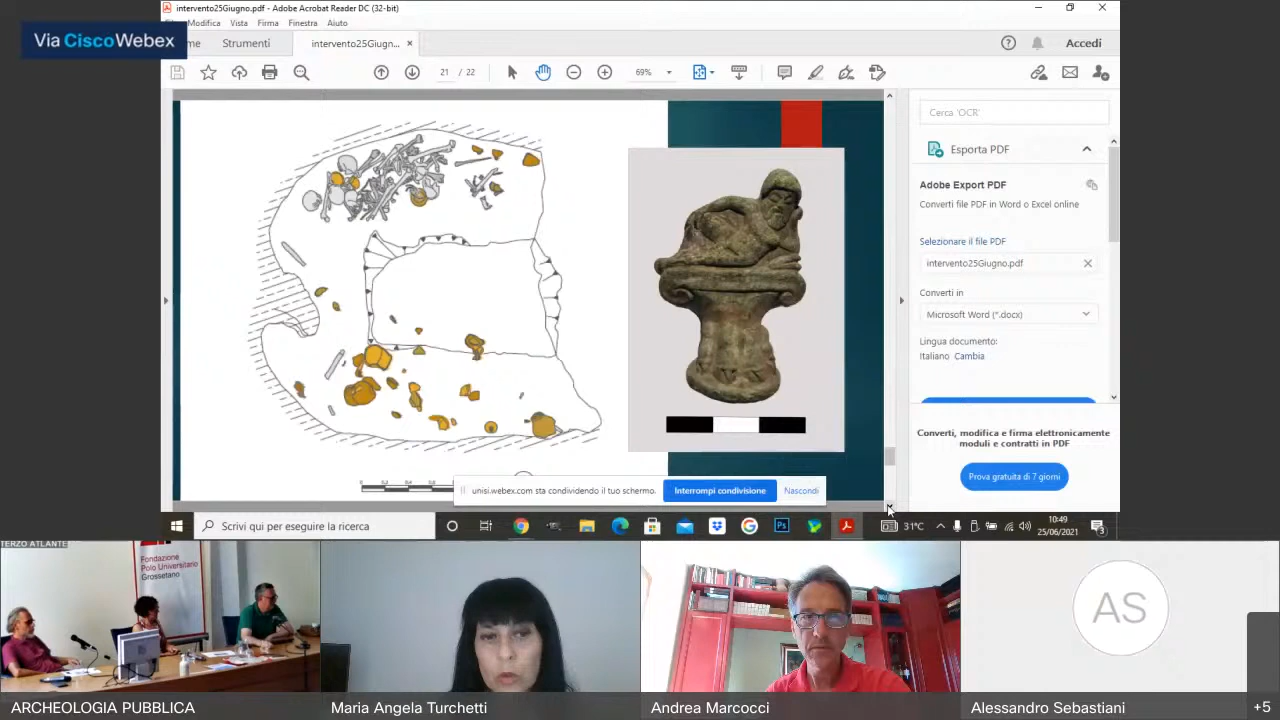 intervento25Giugno.pdf - Adobe Acrobat Reader DC (32-bit)
Modifica Vista Firma Finestra Aiuto
Via CiscoWebex
me Strumenti intervento25Giugn... × Accedi
21 / 22 69%
Cerca 'OCR'
Esporta PDF
Adobe Export PDF
Converti file PDF in Word o Excel online
Selezionare il file PDF
intervento25Giugno.pdf
Converti in
Microsoft Word (*.docx)
Lingua documento:
Italiano Cambia
Converti, modifica e firma elettronicamente
moduli e contratti in PDF
Prova gratuita di 7 giorni
unisi.webex.com sta condividendo il tuo schermo. Interrompi condivisione Nascondi
Scrivi qui per eseguire la ricerca
31°C
10:49
25/06/2021
3
TERZO ATLANTE
Fondazione
Polo Universitario
Grossetano
AS
ARCHEOLOGIA PUBBLICA
Maria Angela Turchetti
Andrea Marcocci
Alessandro Sebastiani
+5